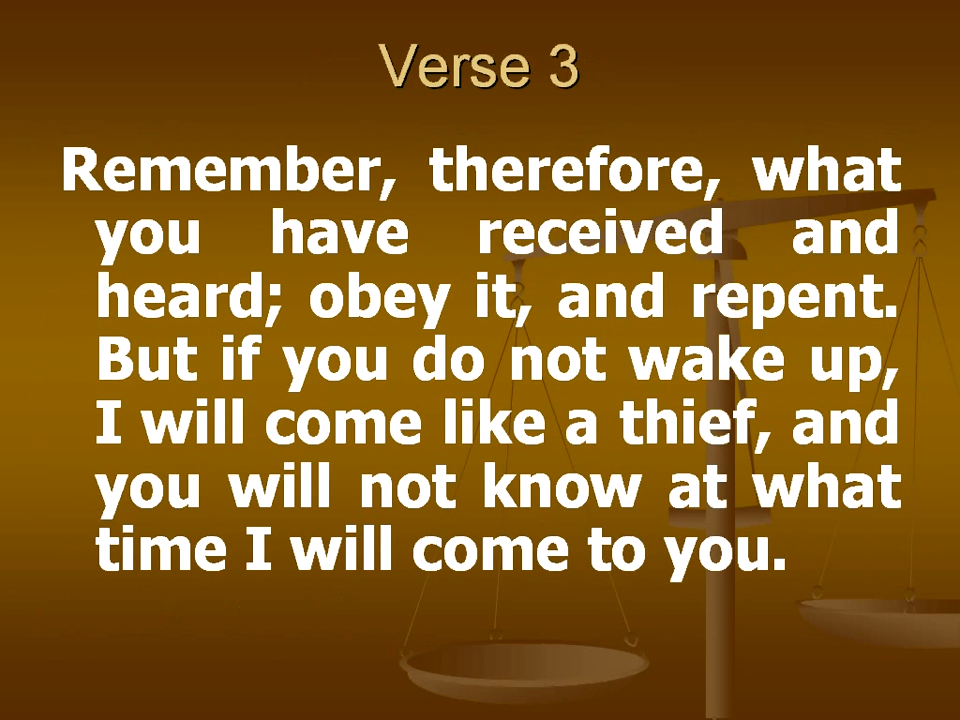 Verse 3
Remember, therefore, what
you have received and
heard; obey it, and repent.
But if you do not wake up,
I will come like a thief, and
you will not know at what
time I will come to you.